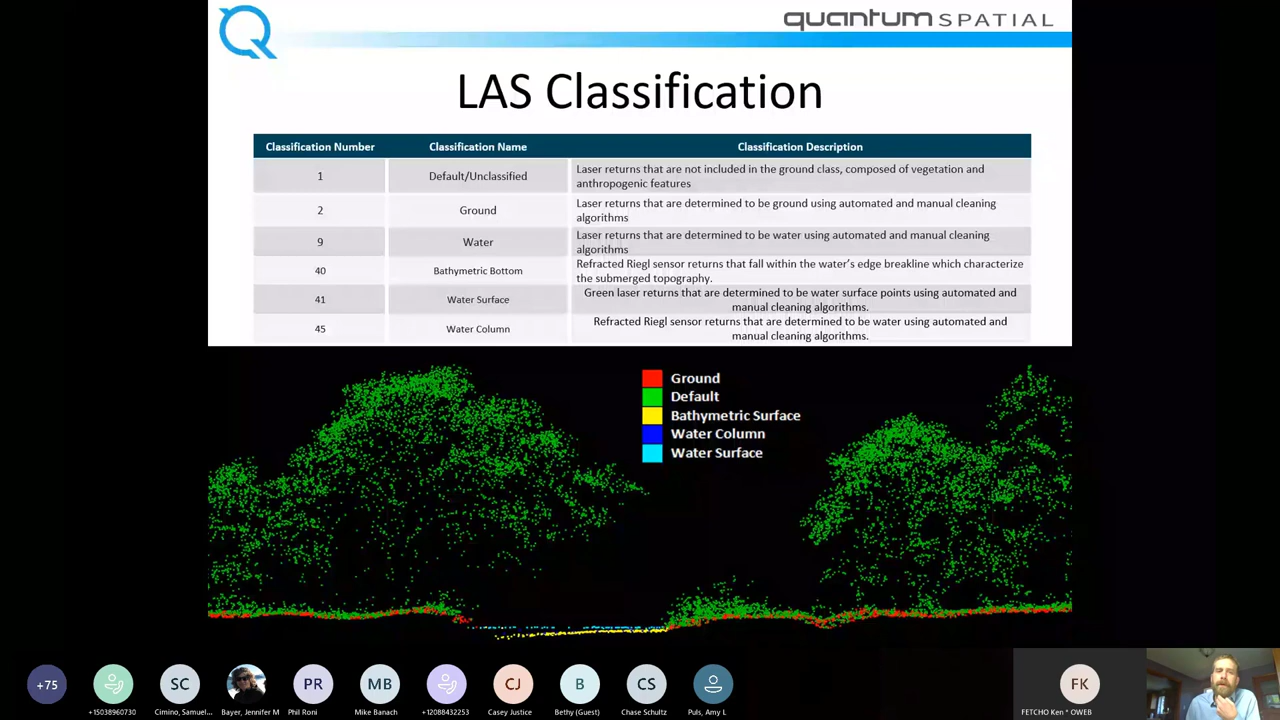 quantum SPATIAL
LAS Classification
Classification Number Classification Name Classification Description
1 Default/Unclassified Laser returns that are not included in the ground class, composed of vegetation and
anthropogenic features
2 Ground Laser returns that are determined to be ground using automated and manual cleaning
algorithms
9 Water Laser returns that are determined to be water using automated and manual cleaning
algorithms
40 Bathymetric Bottom Refracted Riegl sensor returns that fall within the water's edge breakline which characterize
the submerged topography.
41 Water Surface Green laser returns that are determined to be water surface points using automated and
manual cleaning algorithms.
45 Water Column Refracted Riegl sensor returns that are determined to be water using automated and
manual cleaning algorithms.
Ground
Default
Bathymetric Surface
Water Column
Water Surface
+75 SC PR MB CJ B CS FK
+15038960730 Cimino, Samuel... Bayer, Jennifer M Phil Roni Mike Banach +12088432253 Casey Justice Bethy (Guest) Chase Schultz Puls, Amy L FETCHO Ken * OWEB